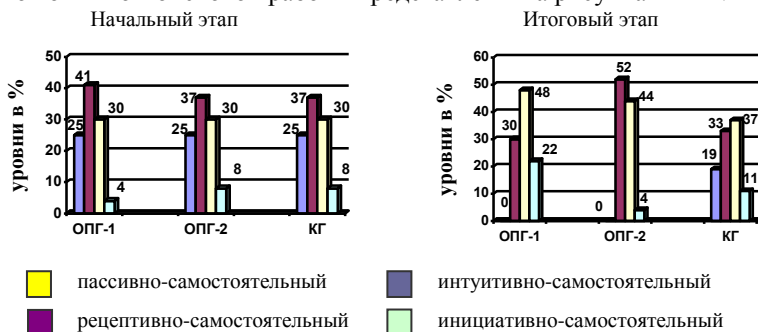 Начальный этап
Итоговый этап
уровни в %
50
40
30
20
10
0
41
37
37
30
30
30
25
25
25
4
8
8
ОПГ-1
ОПГ-2
КГ
уровни в %
60
50
40
30
20
10
0
52
48
44
37
30
33
22
19
11
0
0
4
ОПГ-1
ОПГ-2
КГ
пассивно-самостоятельный
интуитивно-самостоятельный
рецептивно-самостоятельный
инициативно-самостоятельный